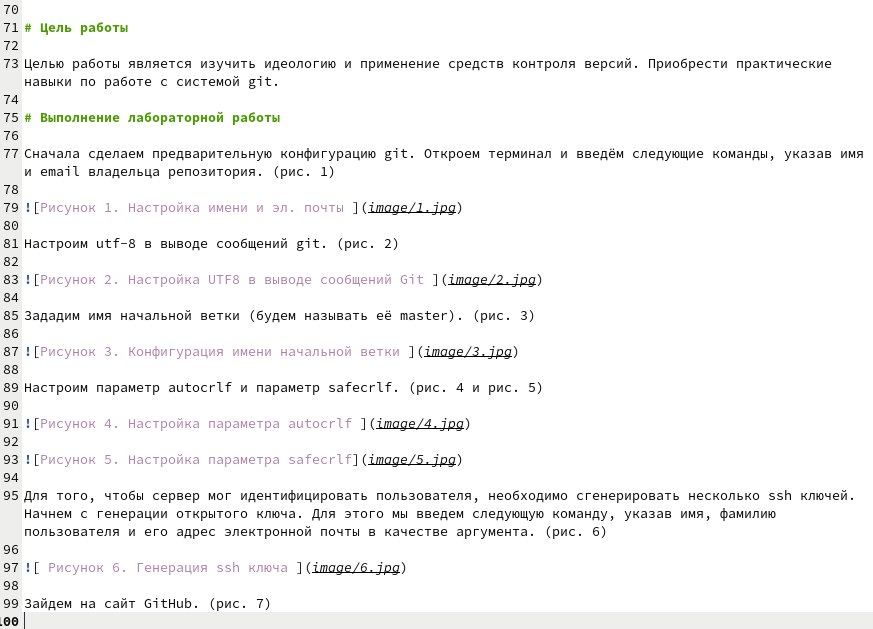 70
71 # Цель работы
72
73 Целью работы является изучить идеологию и применение средств контроля версий. Приобрести практические
навыки по работе с системой git.
74
75 # Выполнение лабораторной работы
76
77 Сначала сделаем предварительную конфигурацию git. Откроем терминал и введём следующие команды, указав имя
и email владельца репозитория. (рис. 1)
78
79 ![Рисунок 1. Настройка имени и эл. почты ](image/1.jpg)
80
81 Настроим utf-8 в выводе сообщений git. (рис. 2)
82
83 ![Рисунок 2. Настройка UTF8 в выводе сообщений Git ](image/2.jpg)
84
85 Зададим имя начальной ветки (будем называть её master). (рис. 3)
86
87 ![Рисунок 3. Конфигурация имени начальной ветки ](image/3.jpg)
88
89 Настроим параметр autocrlf и параметр safecrlf. (рис. 4 и рис. 5)
90
91 ![Рисунок 4. Настройка параметра autocrlf ](image/4.jpg)
92
93 ![Рисунок 5. Настройка параметра safecrlf](image/5.jpg)
94
95 Для того, чтобы сервер мог идентифицировать пользователя, необходимо сгенерировать несколько ssh ключей.
Начнем с генерации открытого ключа. Для этого мы введем следующую команду, указав имя, фамилию
пользователя и его адрес электронной почты в качестве аргумента. (рис. 6)
96
97 ![ Рисунок 6. Генерация ssh ключа ](image/6.jpg)
98
99 Зайдем на сайт GitHub. (рис. 7)
100